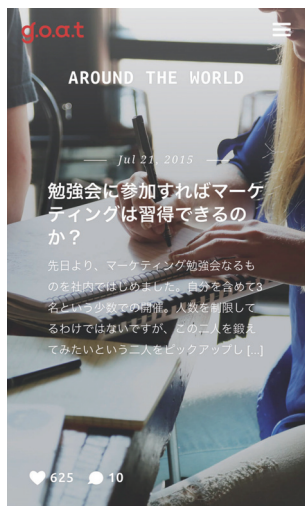 g.o.a.t
AROUND THE WORLD
Jul 21, 2015
勉強会に参加すればマーケ
ティングは習得できるの
か？
先日より、マーケティング勉強会なるも
のを社内ではじめました。自分を含めて3
名という少数での開催。人数を制限して
るわけではないですが、この二人を鍛え
てみたいという二人をピックアップし [...]
625 10